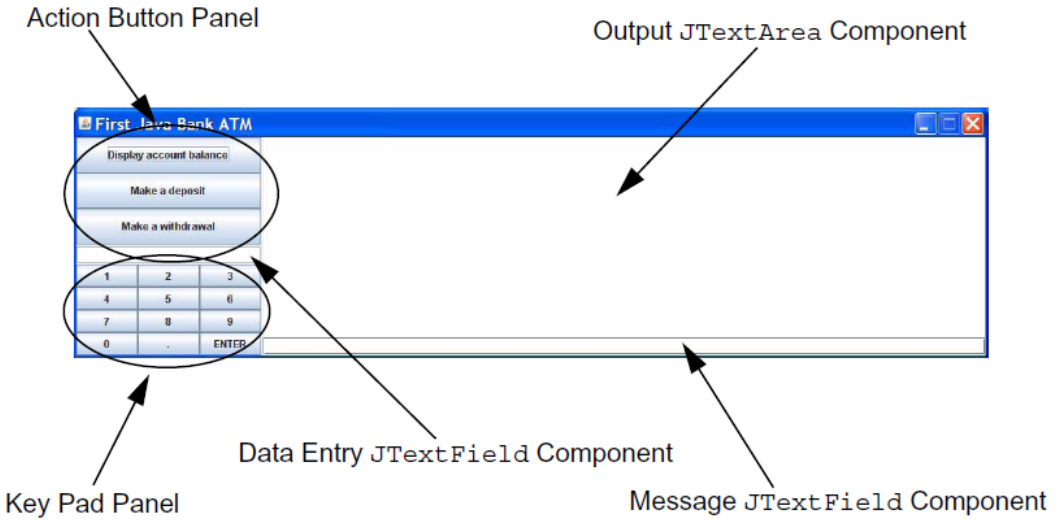 Action Button Panel
Output JTextArea Component
First Java Bank ATM
Display account balance
Make a deposit
Make a withdrawal
1 2 3
4 5 6
7 8 9
0 . ENTER
Data Entry JTextField Component
Key Pad Panel
Message JTextField Component